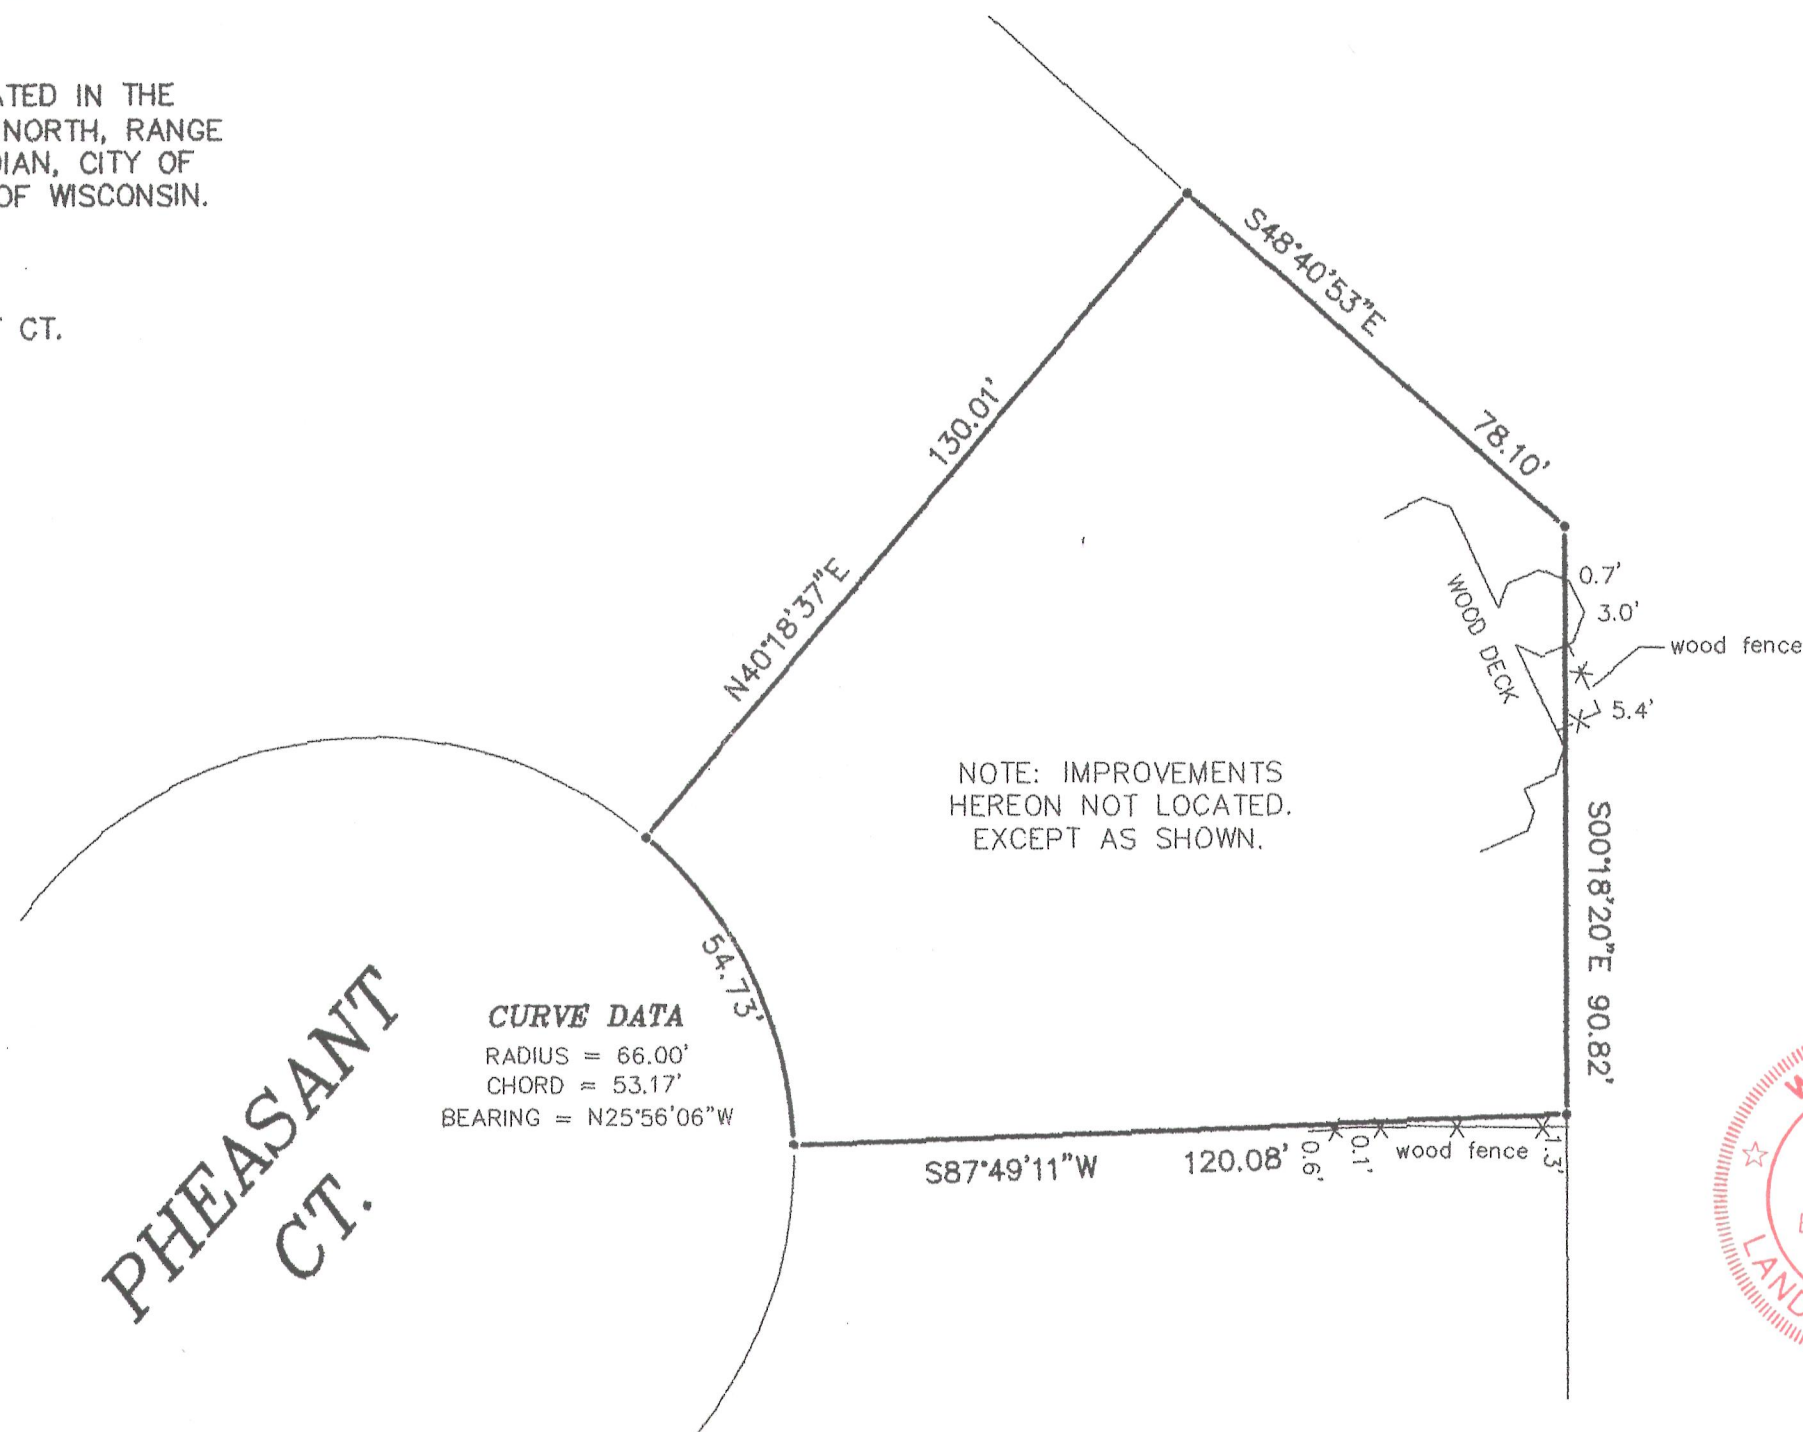 ATED IN THE
NORTH, RANGE
DIAN, CITY OF
OF WISCONSIN.
CT.
S48°40'53"E
78.10'
130.01'
N40°18'37"E
WOOD DECK
0.7'
3.0'
wood fence
5.4'
NOTE: IMPROVEMENTS
HEREON NOT LOCATED.
EXCEPT AS SHOWN.
S00°18'20"E 90.82'
54.73'
CURVE DATA
RADIUS = 66.00'
CHORD = 53.17'
BEARING = N25°56'06"W
PHEASANT
CT.
S87°49'11"W 120.08'
0.6'
0.1'
wood fence
1.3'
LAND